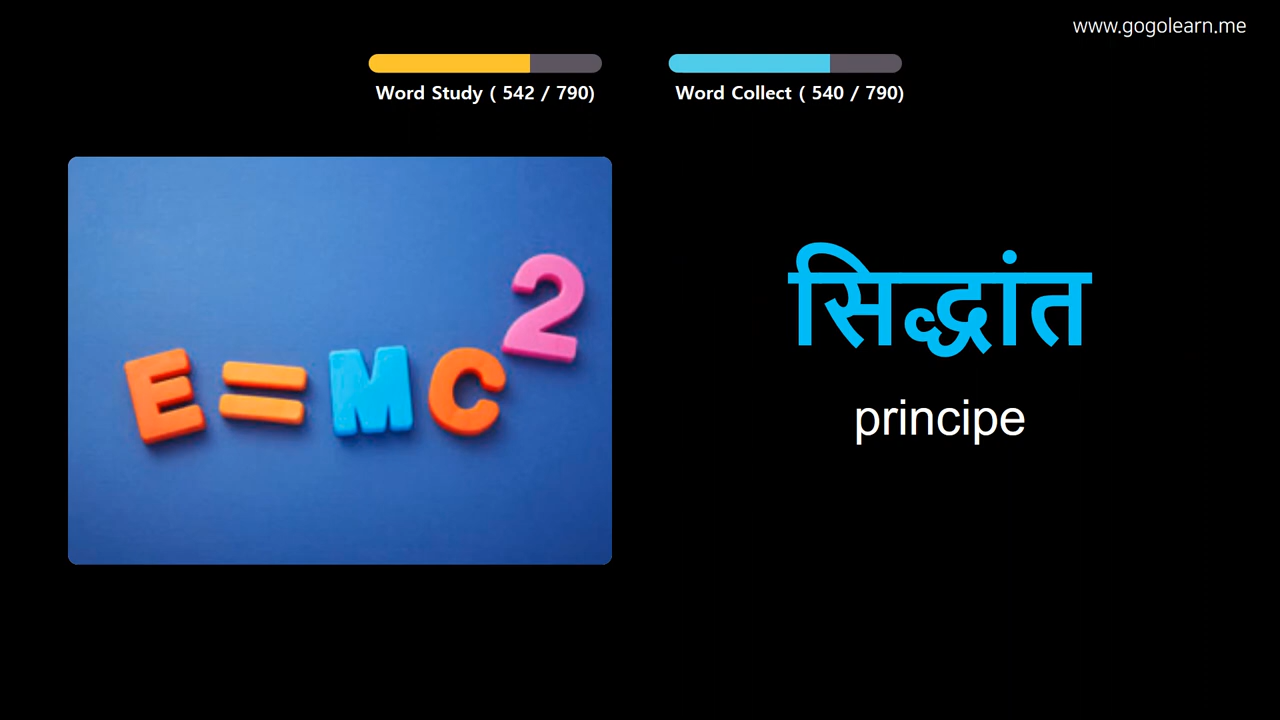 www.gogolearn.me
Word Study ( 542 / 790)
Word Collect ( 540 / 790)
E=MC2
सिद्धांत
principe